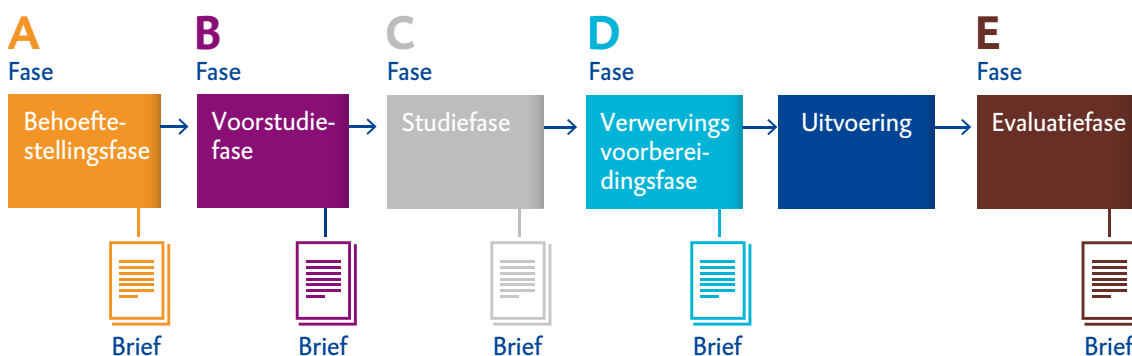 A
B
C
D
E
Fase
Fase
Fase
Fase
Fase
Behoefte-
stellingsfase
Voorstudie-
fase
Studiefase
Verwervings
voorberei-
dingsfase
Uitvoering
Evaluatiefase
Brief
Brief
Brief
Brief
Brief